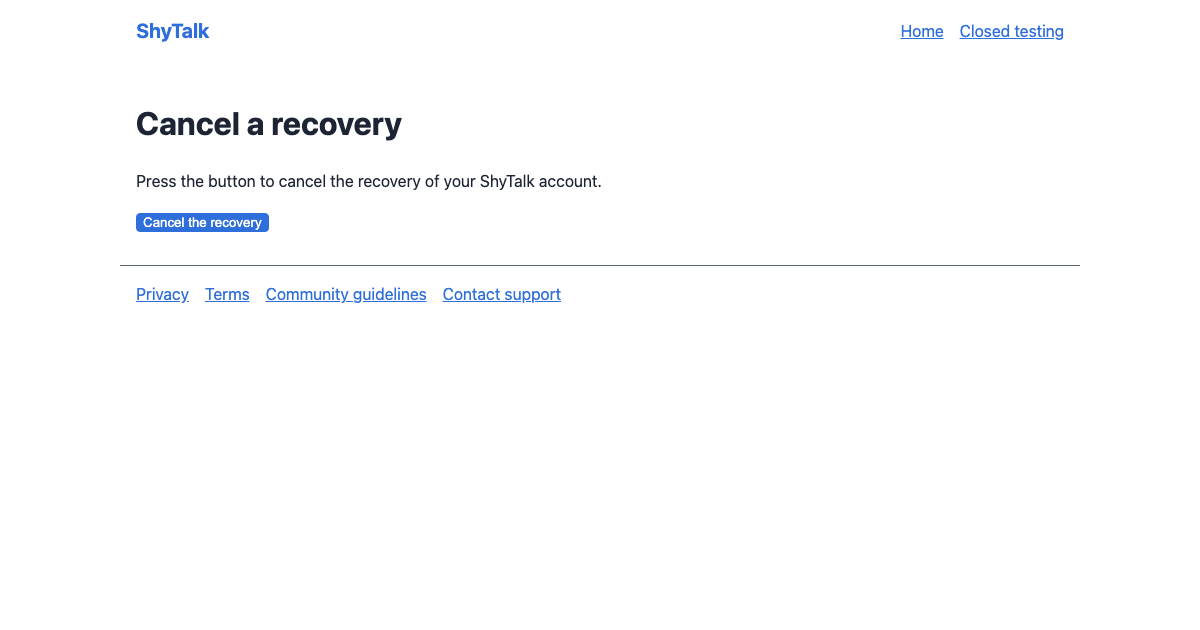 ShyTalk
Home Closed testing
Cancel a recovery
Press the button to cancel the recovery of your ShyTalk account.
Cancel the recovery
Privacy Terms Community guidelines Contact support